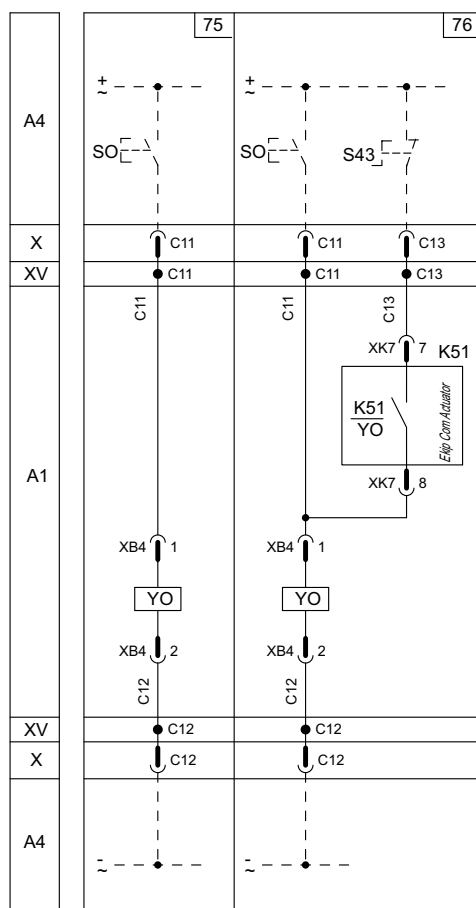 75 76
+ +
~ ~
A4
SO SO S43
X C11 C11 C13
XV C11 C11 C13
C11 C11 C13
XK7 7 K51
K51
YO
Ekip Com Actuator
A1
XK7 8
XB4 1 XB4 1
YO YO
XB4 2 XB4 2
C12 C12
XV C12 C12
X C12 C12
A4
- -
~ ~